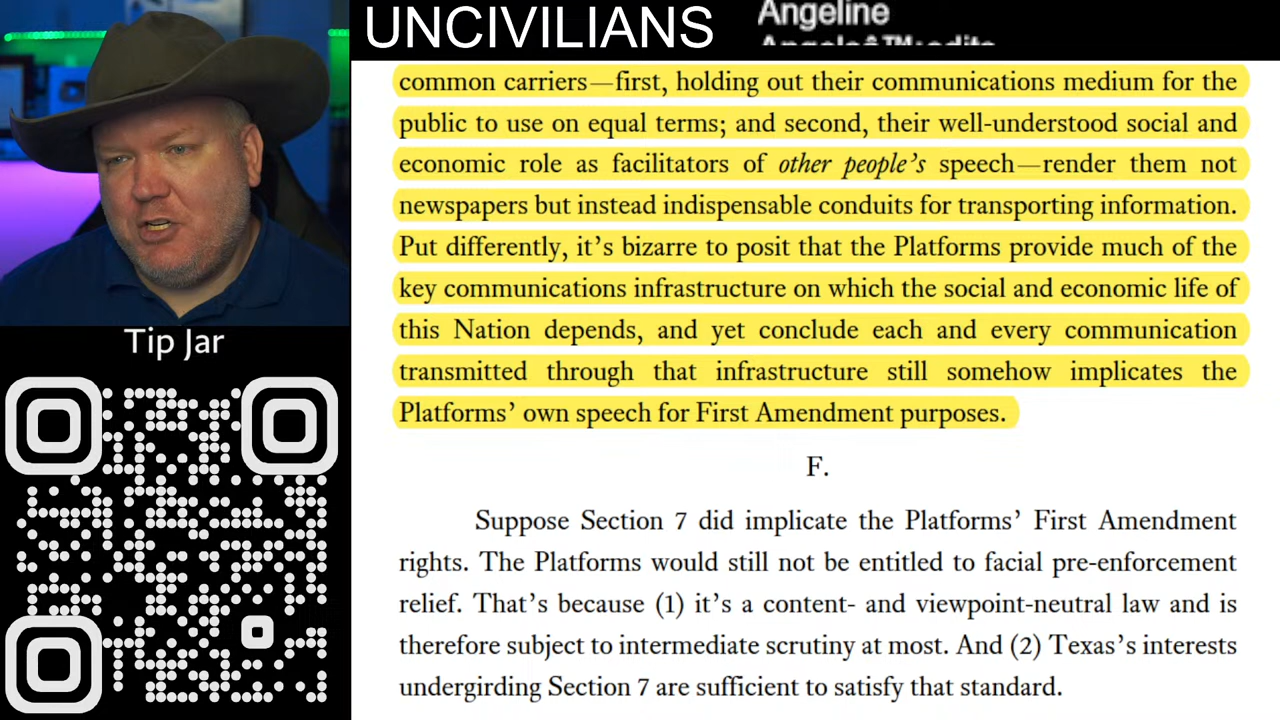 UNCIVILIANS
Angeline
Tip Jar
common carriers—first, holding out their communications medium for the
public to use on equal terms; and second, their well-understood social and
economic role as facilitators of other people’s speech—render them not
newspapers but instead indispensable conduits for transporting information.
Put differently, it’s bizarre to posit that the Platforms provide much of the
key communications infrastructure on which the social and economic life of
this Nation depends, and yet conclude each and every communication
transmitted through that infrastructure still somehow implicates the
Platforms’ own speech for First Amendment purposes.
F.
Suppose Section 7 did implicate the Platforms’ First Amendment
rights. The Platforms would still not be entitled to facial pre-enforcement
relief. That’s because (1) it’s a content- and viewpoint-neutral law and is
therefore subject to intermediate scrutiny at most. And (2) Texas’s interests
undergirding Section 7 are sufficient to satisfy that standard.